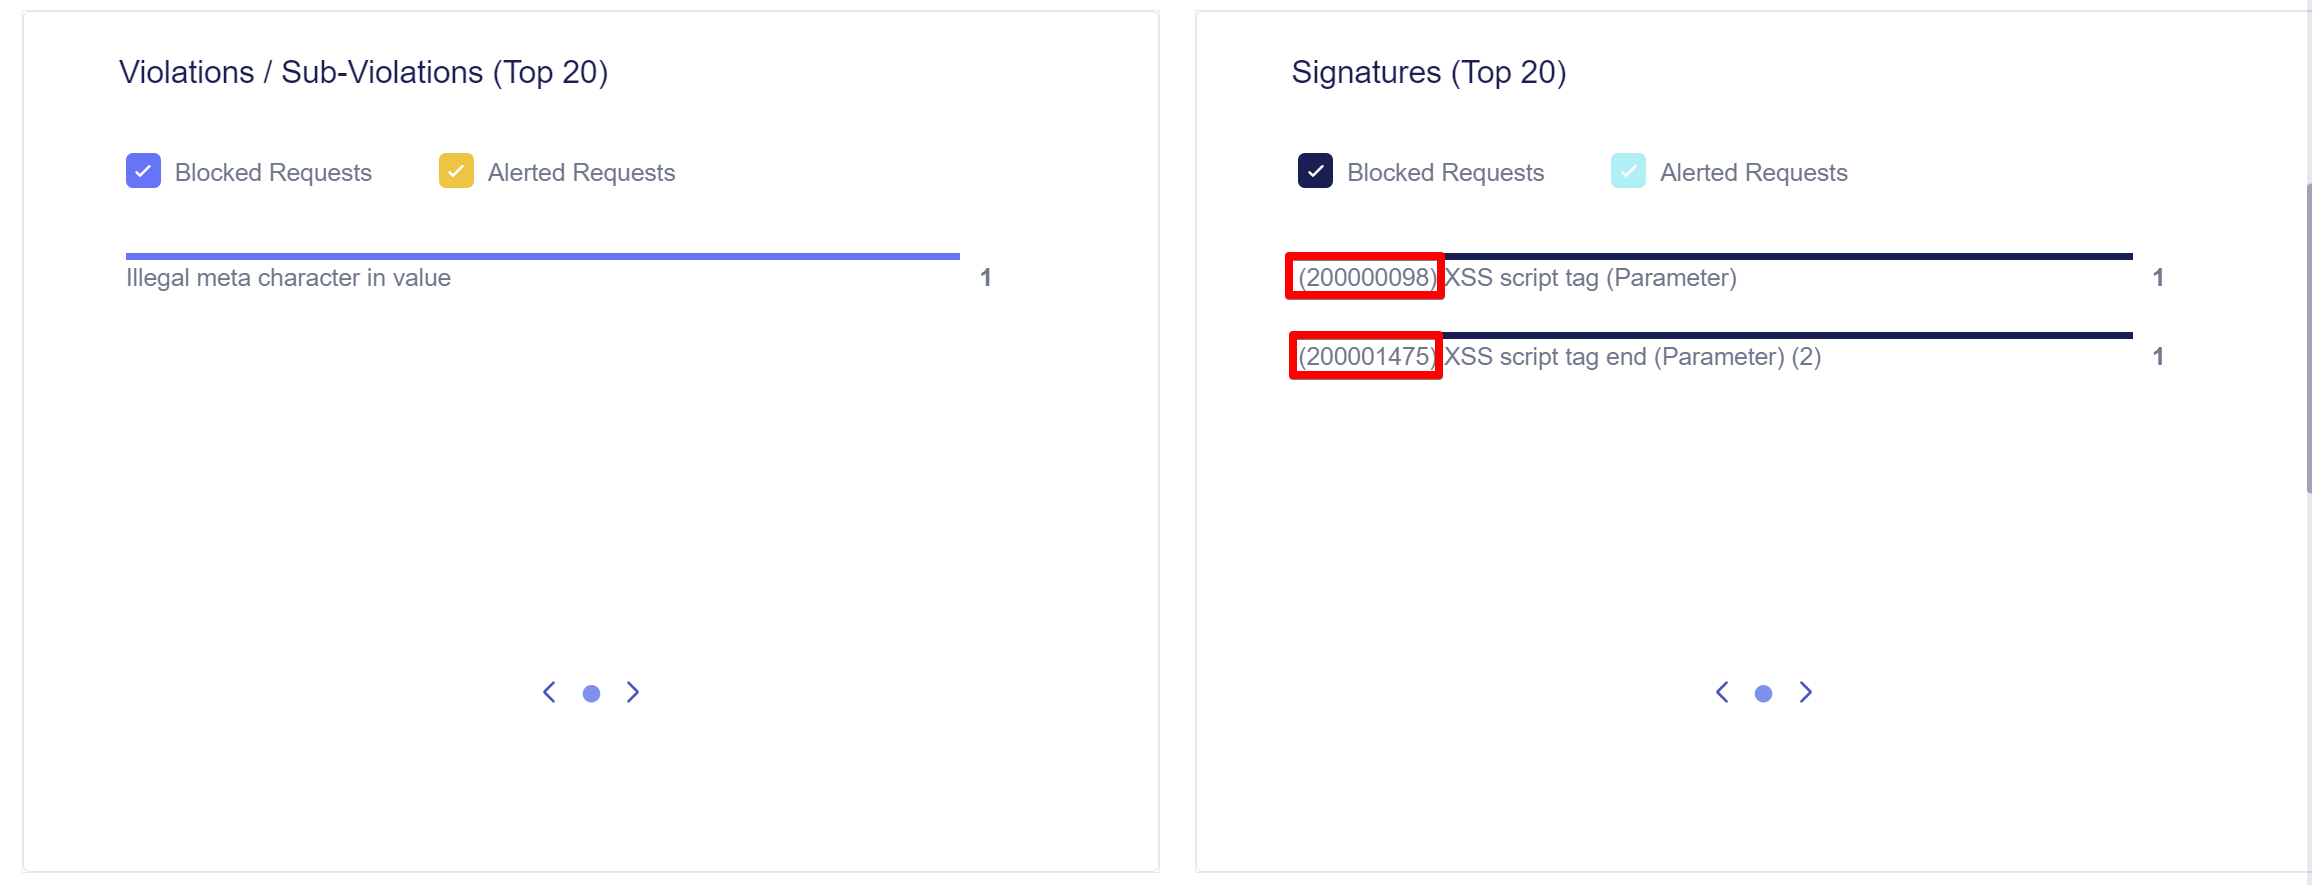 Violations / Sub-Violations (Top 20)
Blocked Requests
Alerted Requests
Illegal meta character in value
1
Signatures (Top 20)
Blocked Requests
Alerted Requests
(200000098) XSS script tag (Parameter)
1
(200001475) XSS script tag end (Parameter) (2)
1